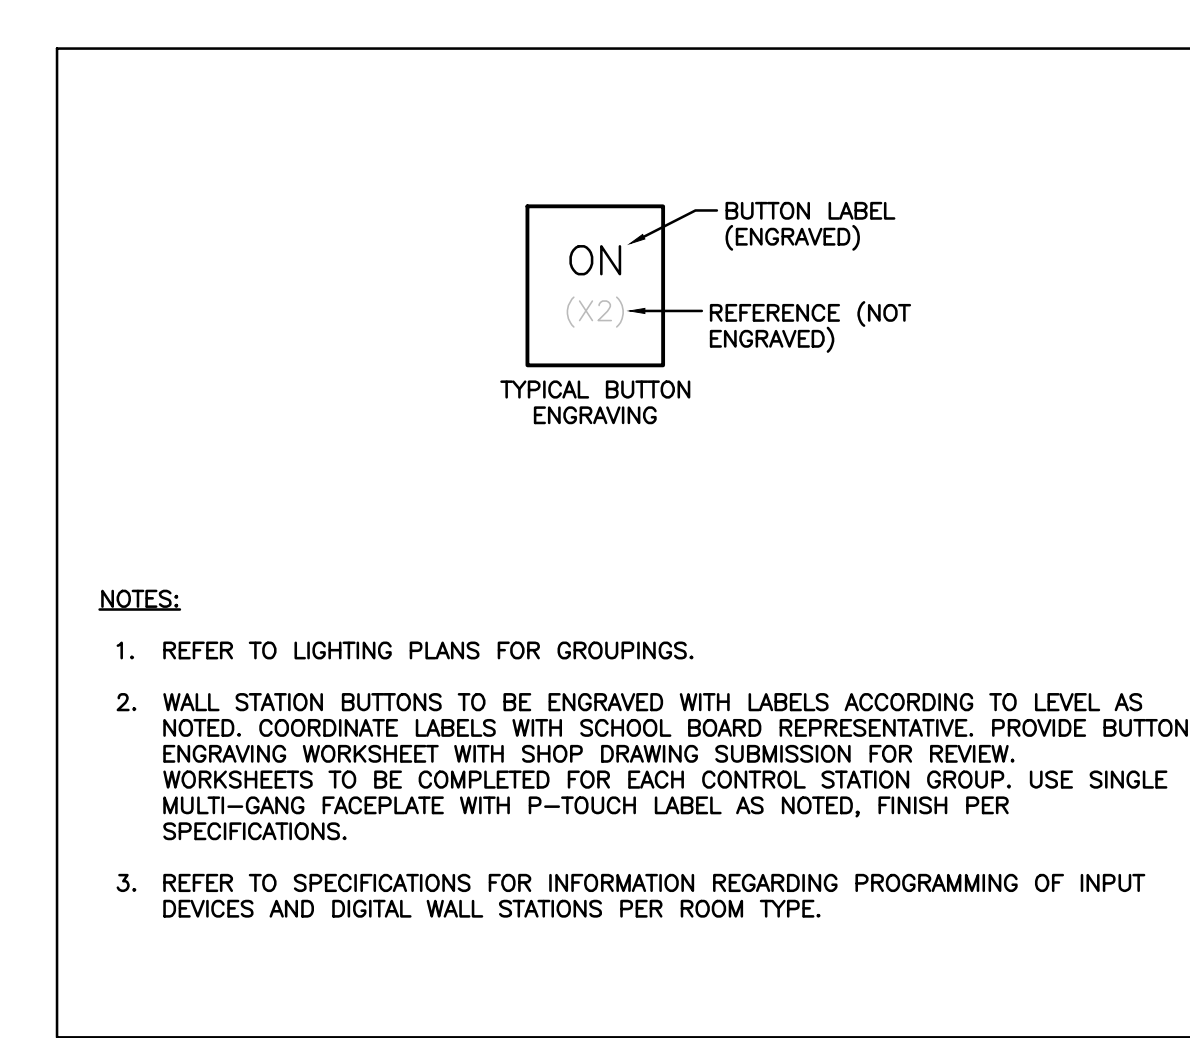 BUTTON LABEL
(ENGRAVED)
ON
(X2)
REFERENCE (NOT
ENGRAVED)
TYPICAL BUTTON
ENGRAVING
NOTES:
1. REFER TO LIGHTING PLANS FOR GROUPINGS.
2. WALL STATION BUTTONS TO BE ENGRAVED WITH LABELS ACCORDING TO LEVEL AS
NOTED. COORDINATE LABELS WITH SCHOOL BOARD REPRESENTATIVE. PROVIDE BUTTON
ENGRAVING WORKSHEET WITH SHOP DRAWING SUBMISSION FOR REVIEW.
WORKSHEETS TO BE COMPLETED FOR EACH CONTROL STATION GROUP. USE SINGLE
MULTI-GANG FACEPLATE WITH P-TOUCH LABEL AS NOTED, FINISH PER
SPECIFICATIONS.
3. REFER TO SPECIFICATIONS FOR INFORMATION REGARDING PROGRAMMING OF INPUT
DEVICES AND DIGITAL WALL STATIONS PER ROOM TYPE.